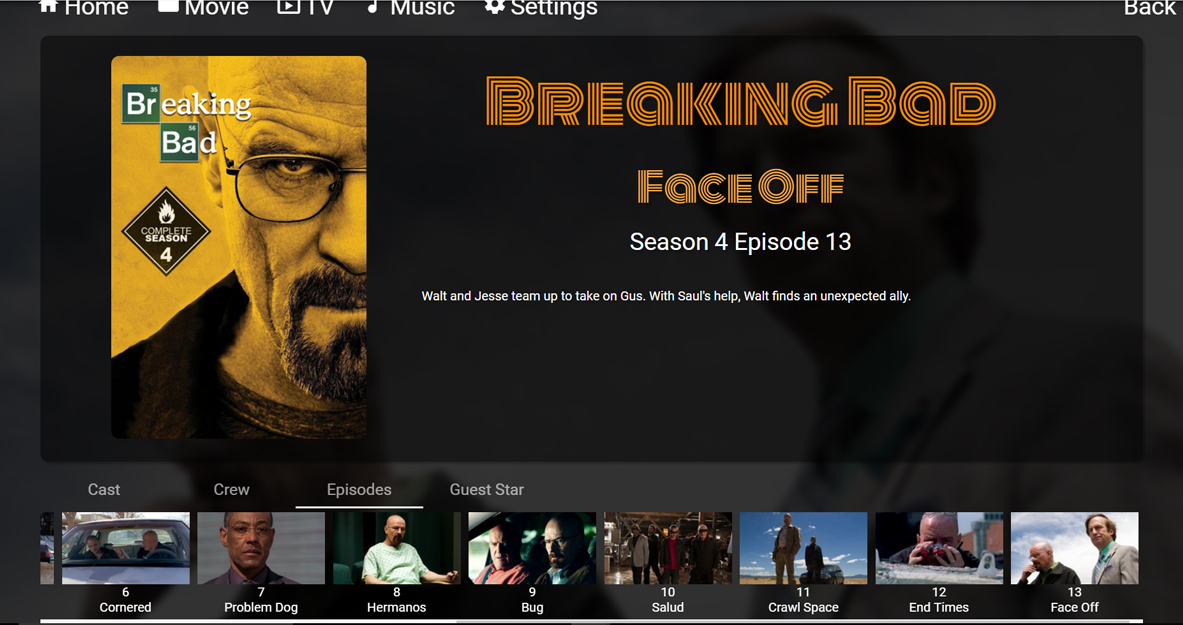 Home Movie TV Music Settings Back
35
Breaking
56
Bad
COMPLETE
SEASON
4
Breaking Bad
Face Off
Season 4 Episode 13
Walt and Jesse team up to take on Gus. With Saul's help, Walt finds an unexpected ally.
Cast Crew Episodes Guest Star
6 7 8 9 10 11 12 13
Cornered Problem Dog Hermanos Bug Salud Crawl Space End Times Face Off